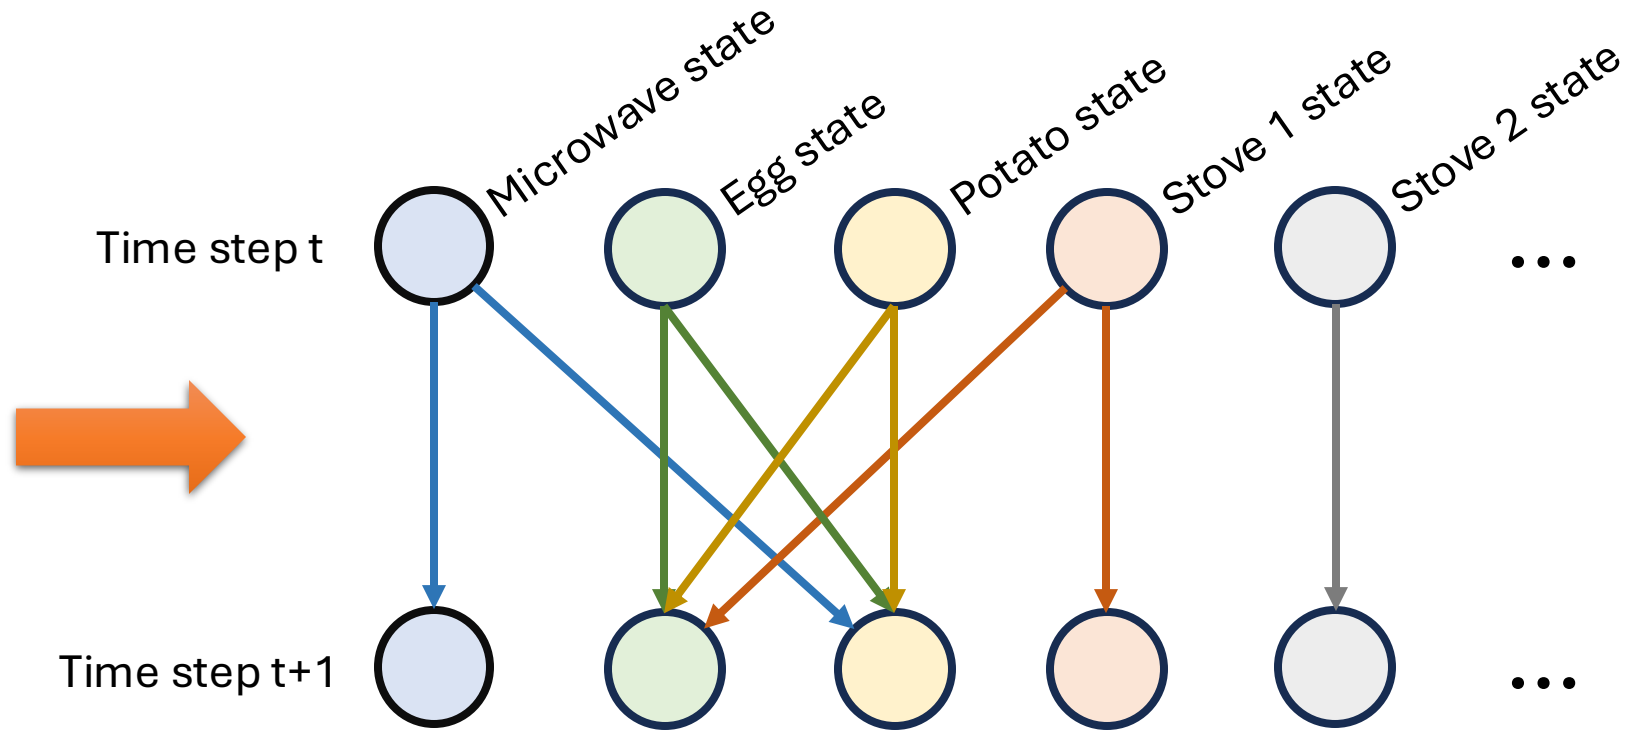 Microwave state
Egg state
Potato state
Stove 1 state
Stove 2 state
Time step t
...
Time step t+1
...